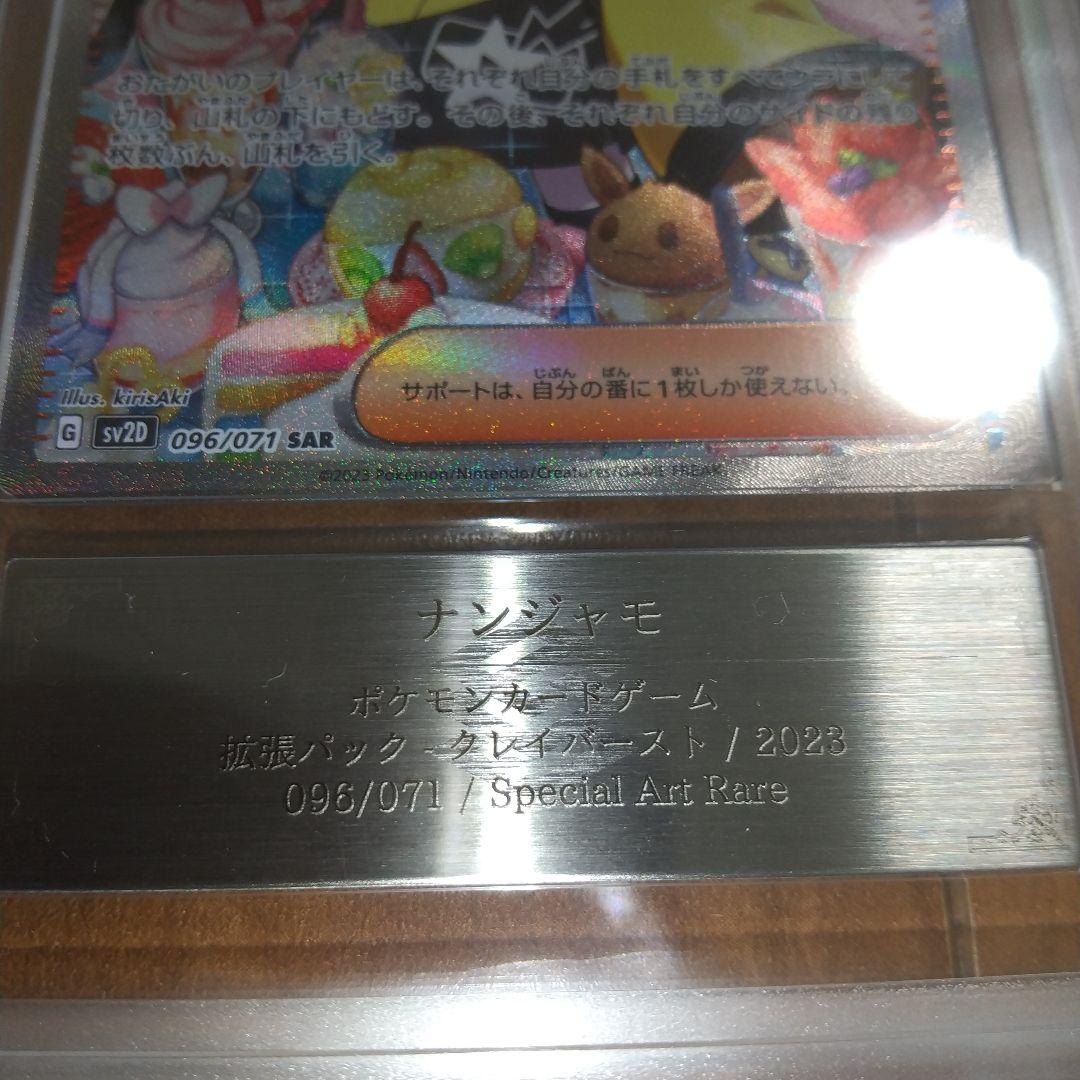 おたがいのプレイヤーは、それぞれ自分の手札をすべてウラにして
切り、山札の下にもどす。その後、それぞれ自分のサイドの残り
枚数ぶん、山札を引く。
サポートは、自分の番に1枚しか使えない。
Illus. kirisAki
G sv2D 096/071 SAR
©2023 Pokémon/Nintendo/Creatures/GAME FREAK
ナンジャモ
ポケモンカードゲーム
拡張パック - クレイバースト / 2023
096/071 / Special Art Rare